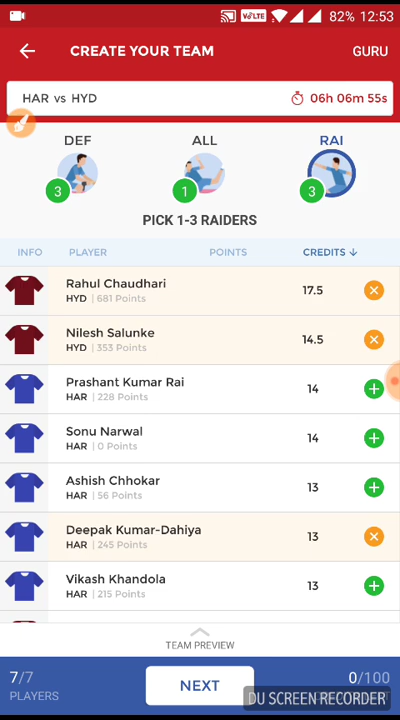 VoLTE 82% 12:53
CREATE YOUR TEAM GURU
HAR vs HYD 06h 06m 55s
DEF ALL RAI
3 1 3
PICK 1-3 RAIDERS
INFO PLAYER POINTS CREDITS ↓
Rahul Chaudhari
HYD | 681 Points 17.5
Nilesh Salunke
HYD | 353 Points 14.5
Prashant Kumar Rai
HAR | 228 Points 14
Sonu Narwal
HAR | 0 Points 14
Ashish Chhokar
HAR | 56 Points 13
Deepak Kumar-Dahiya
HAR | 245 Points 13
Vikash Khandola
HAR | 215 Points 13
TEAM PREVIEW
7/7 NEXT 0/100
PLAYERS
DU SCREEN RECORDER